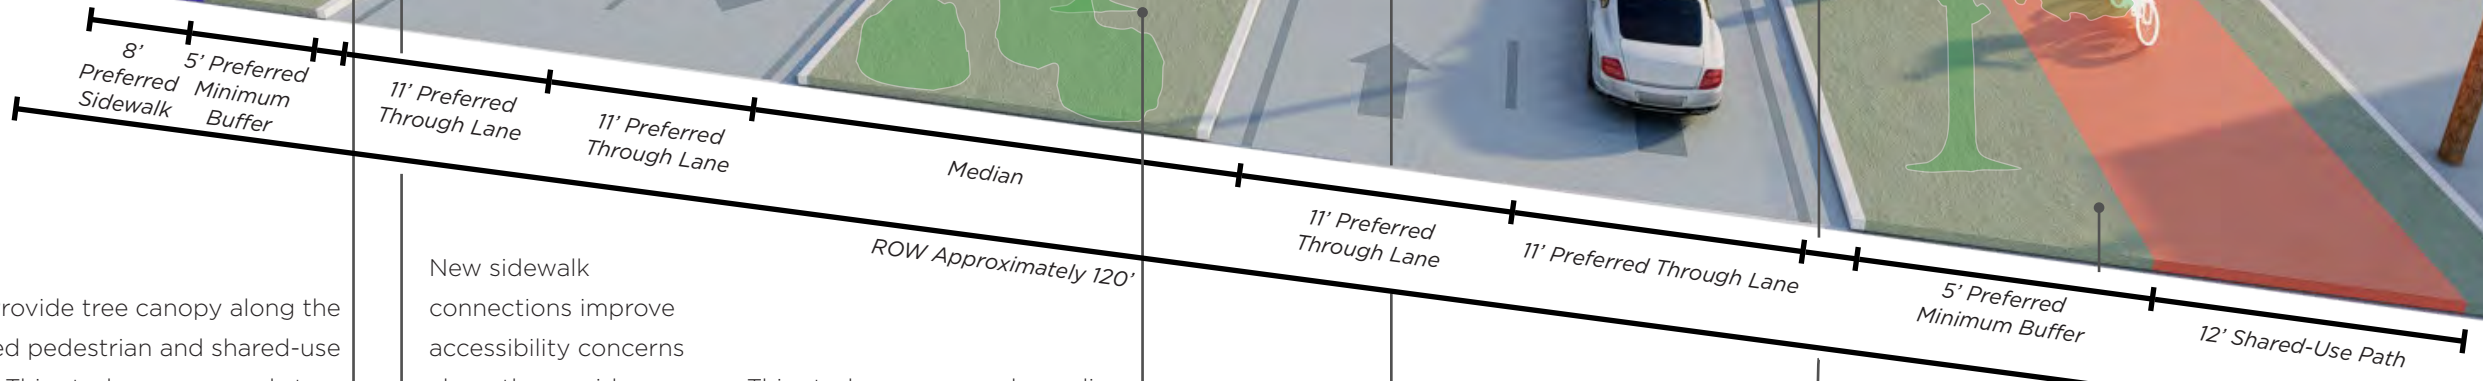 8'
Preferred
Sidewalk
5' Preferred
Minimum
Buffer
11' Preferred
Through Lane
11' Preferred
Through Lane
Median
11' Preferred
Through Lane
11' Preferred Through Lane
5' Preferred
Minimum Buffer
12' Shared-Use Path
ROW Approximately 120'
rovide tree canopy along the
ed pedestrian and shared-use
New sidewalk
connections improve
accessibility concerns